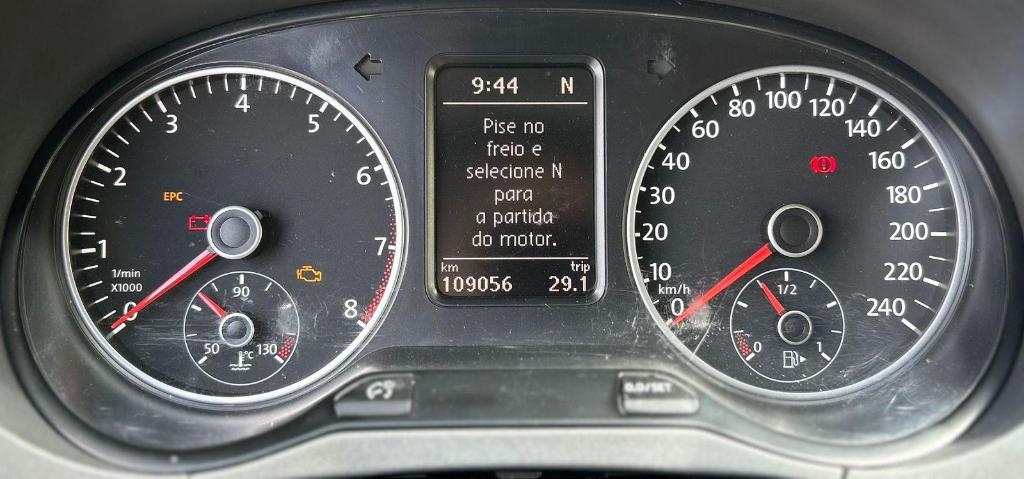 9:44 N
Pise no
freio e
selecione N
para
a partida
do motor.
km trip
109056 29.1
0 1 2 3 4 5 6 7 8
1/min
X1000
EPC
50 90 130
°C
0 10 20 30 40 60 80 100 120 140 160 180 200 220 240
km/h
0 1/2 1
0.0/SET